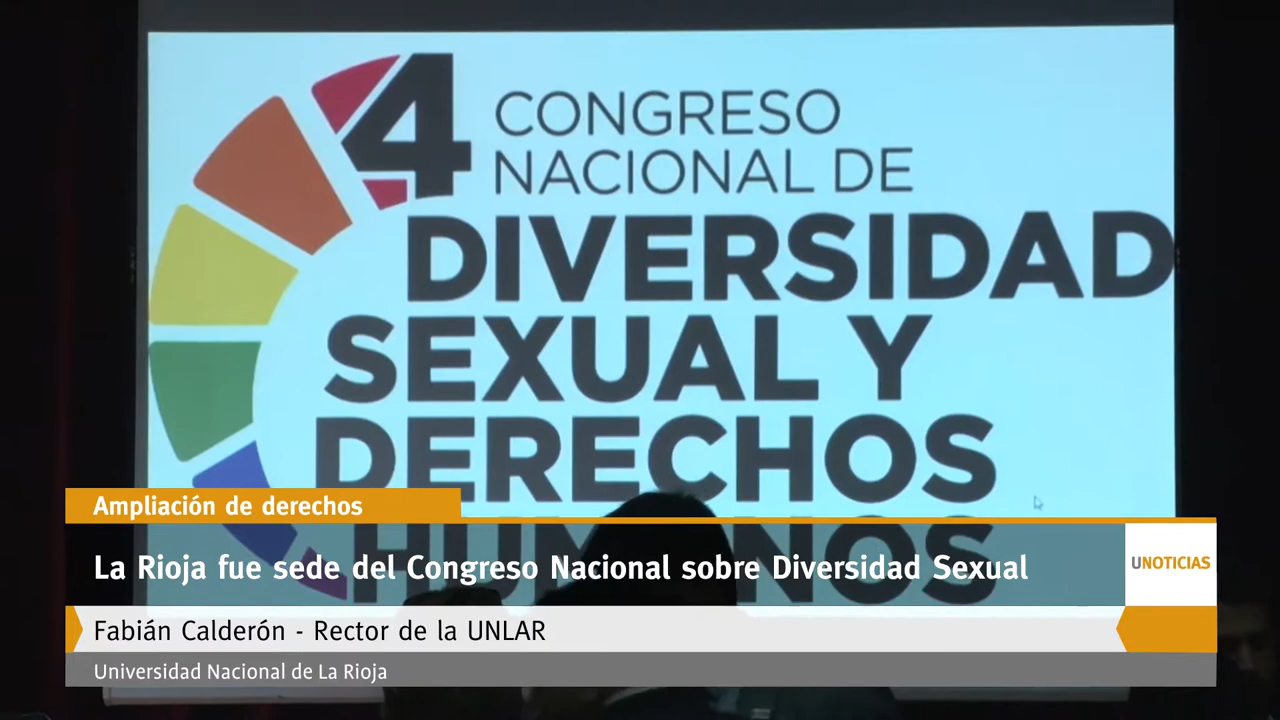 4 CONGRESO
NACIONAL DE
DIVERSIDAD
SEXUAL Y
DERECHOS
HUMANOS
Ampliación de derechos
La Rioja fue sede del Congreso Nacional sobre Diversidad Sexual
UNOTICIAS
Fabián Calderón - Rector de la UNLAR
Universidad Nacional de La Rioja